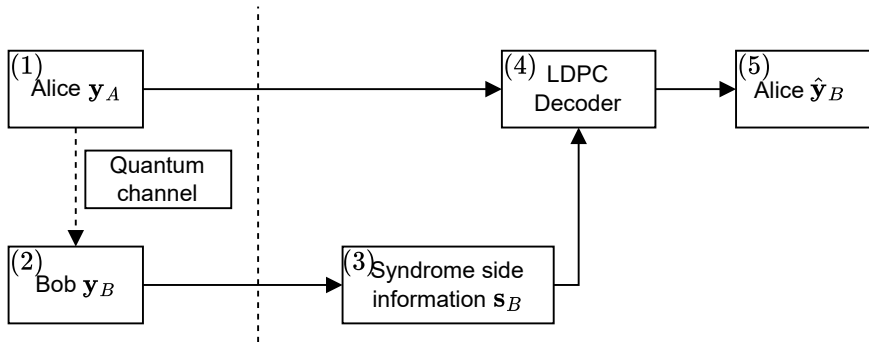 (1)
Alice y_A
Quantum
channel
(2)
Bob y_B
(3)
Syndrome side
information s_B
(4)
LDPC
Decoder
(5)
Alice ŷ_B